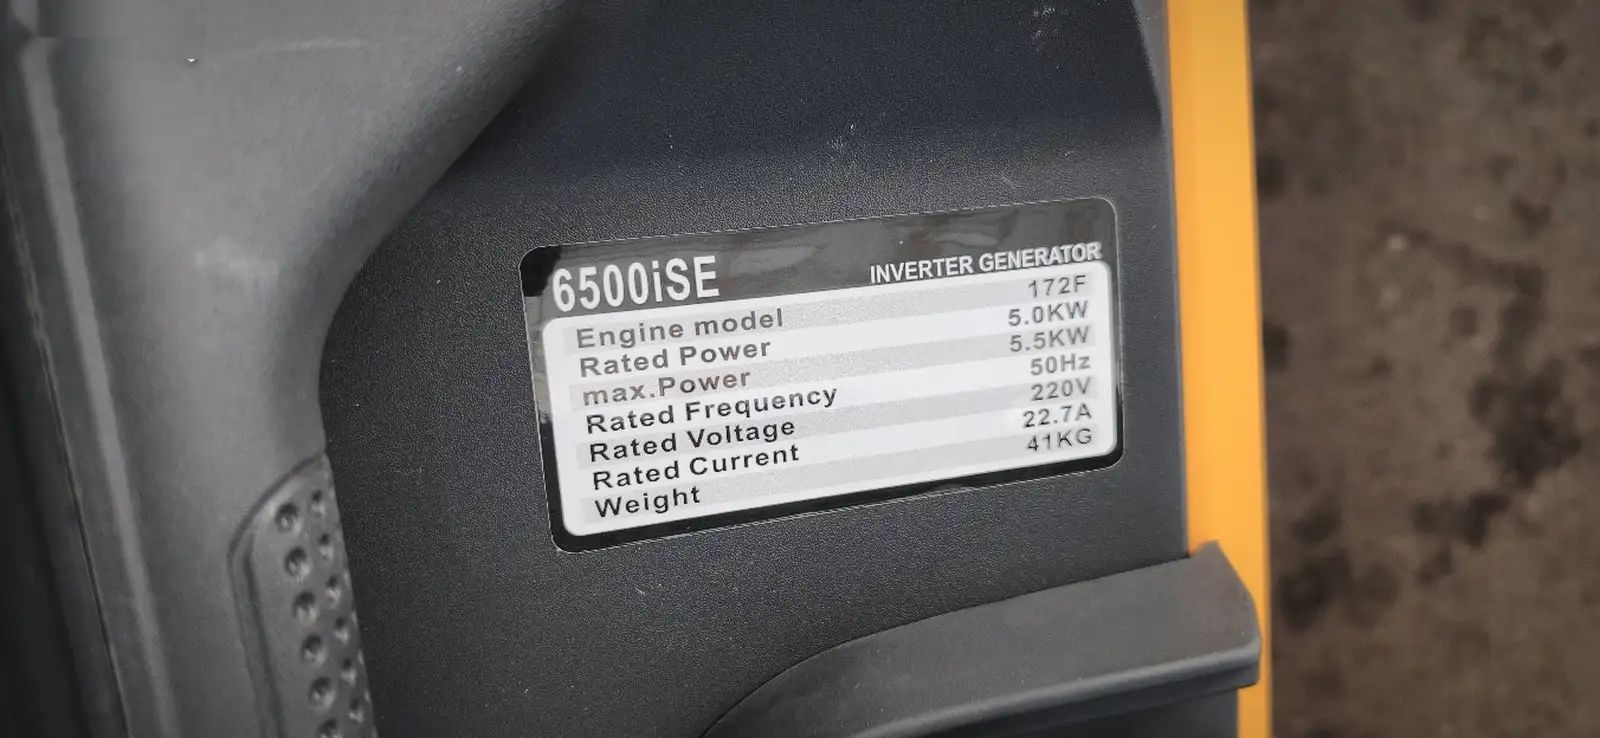 6500iSE INVERTER GENERATOR
Engine model 172F
Rated Power 5.0KW
max.Power 5.5KW
Rated Frequency 50Hz
Rated Voltage 220V
Rated Current 22.7A
Weight 41KG